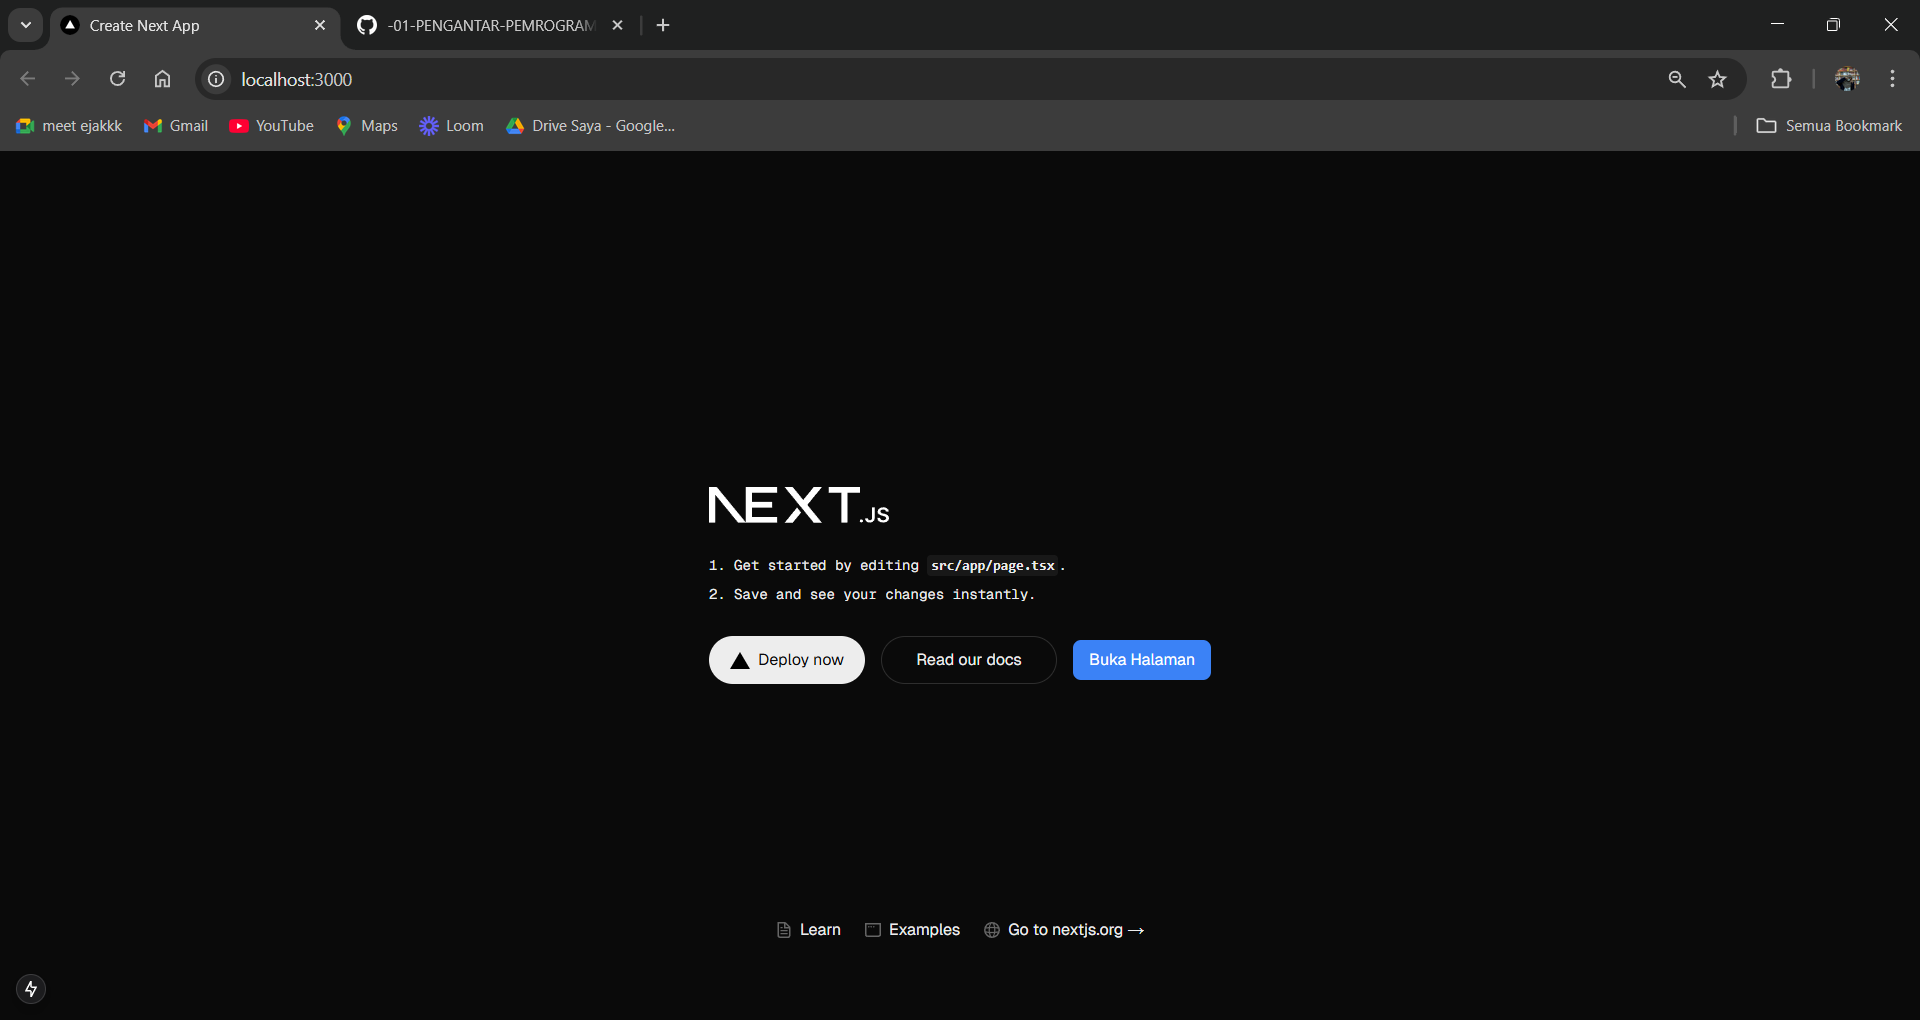 Create Next App
-01-PENGANTAR-PEMROGRAM
localhost:3000
meet ejakkk
Gmail
YouTube
Maps
Loom
Drive Saya - Google...
Semua Bookmark
NEXT.JS
1. Get started by editing src/app/page.tsx.
2. Save and see your changes instantly.
Deploy now
Read our docs
Buka Halaman
Learn
Examples
Go to nextjs.org →